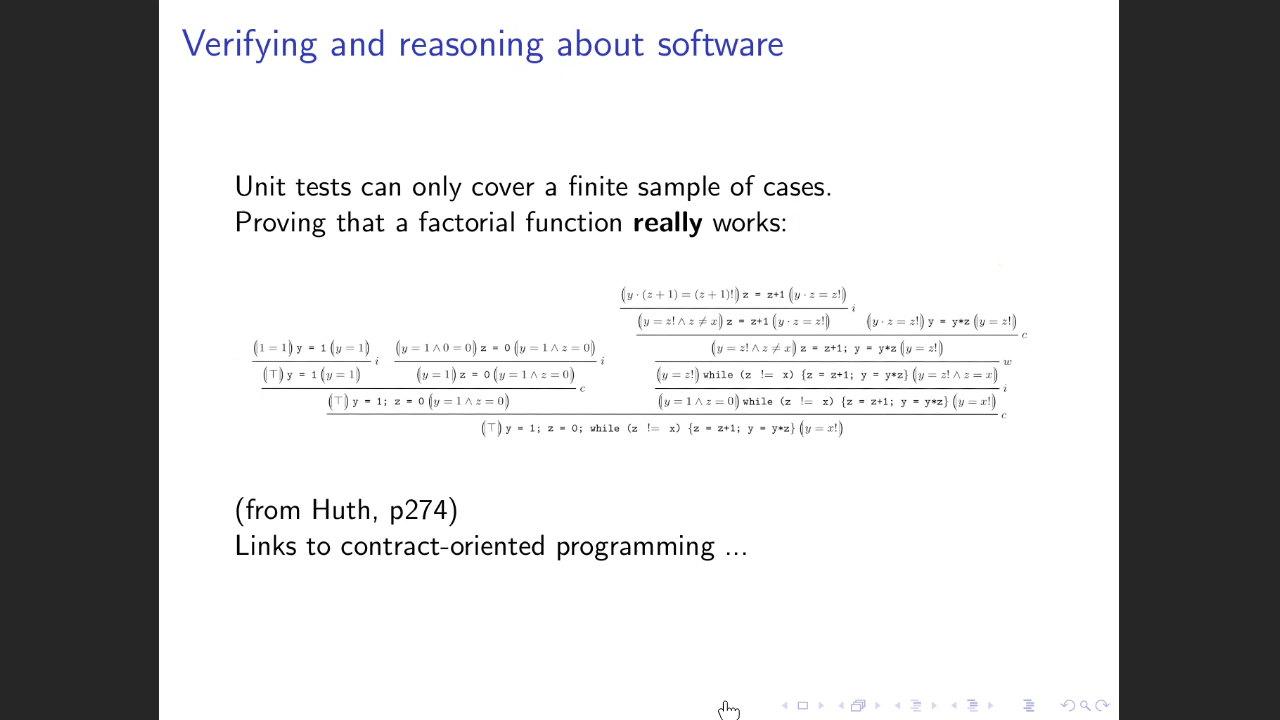 Verifying and reasoning about software
Unit tests can only cover a finite sample of cases.
Proving that a factorial function really works:
(y · (z + 1) = (z + 1)!) z = z+1 (y · z = z!) i
(y = z! ∧ z ≠ x) z = z+1 (y · z = z!) (y · z = z!) y = y*z (y = z!) c
(1 = 1) y = 1 (y = 1) i (y = 1 ∧ 0 = 0) z = 0 (y = 1 ∧ z = 0) i (y = z! ∧ z ≠ x) z = z+1; y = y*z (y = z!) w
(⊤) y = 1 (y = 1) (y = 1) z = 0 (y = 1 ∧ z = 0) c (y = z!) while (z != x) {z = z+1; y = y*z} (y = z! ∧ z = x) i
(⊤) y = 1; z = 0 (y = 1 ∧ z = 0) (y = 1 ∧ z = 0) while (z != x) {z = z+1; y = y*z} (y = x!) c
(⊤) y = 1; z = 0; while (z != x) {z = z+1; y = y*z} (y = x!)
(from Huth, p274)
Links to contract-oriented programming ...